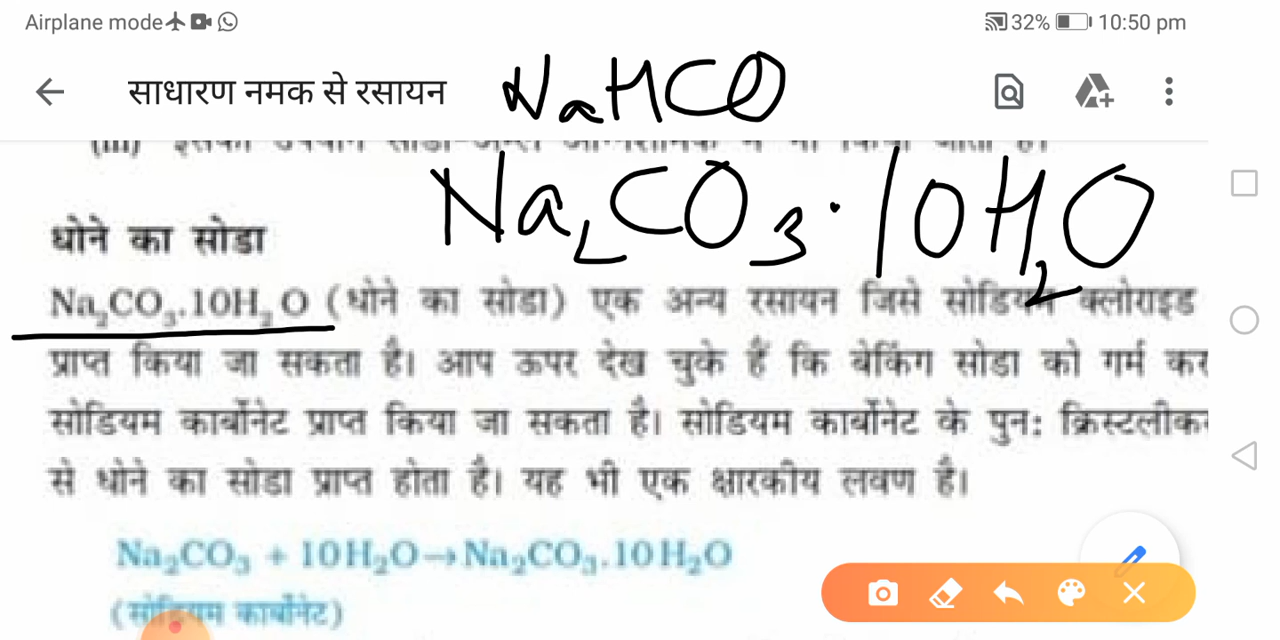 Airplane mode 32% 10:50 pm
साधारण नमक से रसायन NaHCO
Na₂CO₃·10H₂O
धोने का सोडा
Na₂CO₃.10H₂O (धोने का सोडा) एक अन्य रसायन जिसे सोडियम क्लोराइड
प्राप्त किया जा सकता है। आप ऊपर देख चुके हैं कि बेकिंग सोडा को गर्म कर
सोडियम कार्बोनेट प्राप्त किया जा सकता है। सोडियम कार्बोनेट के पुन: क्रिस्टलीक
से धोने का सोडा प्राप्त होता है। यह भी एक क्षारकीय लवण है।
Na₂CO₃ + 10H₂O→Na₂CO₃.10H₂O
(सोडियम कार्बोनेट)